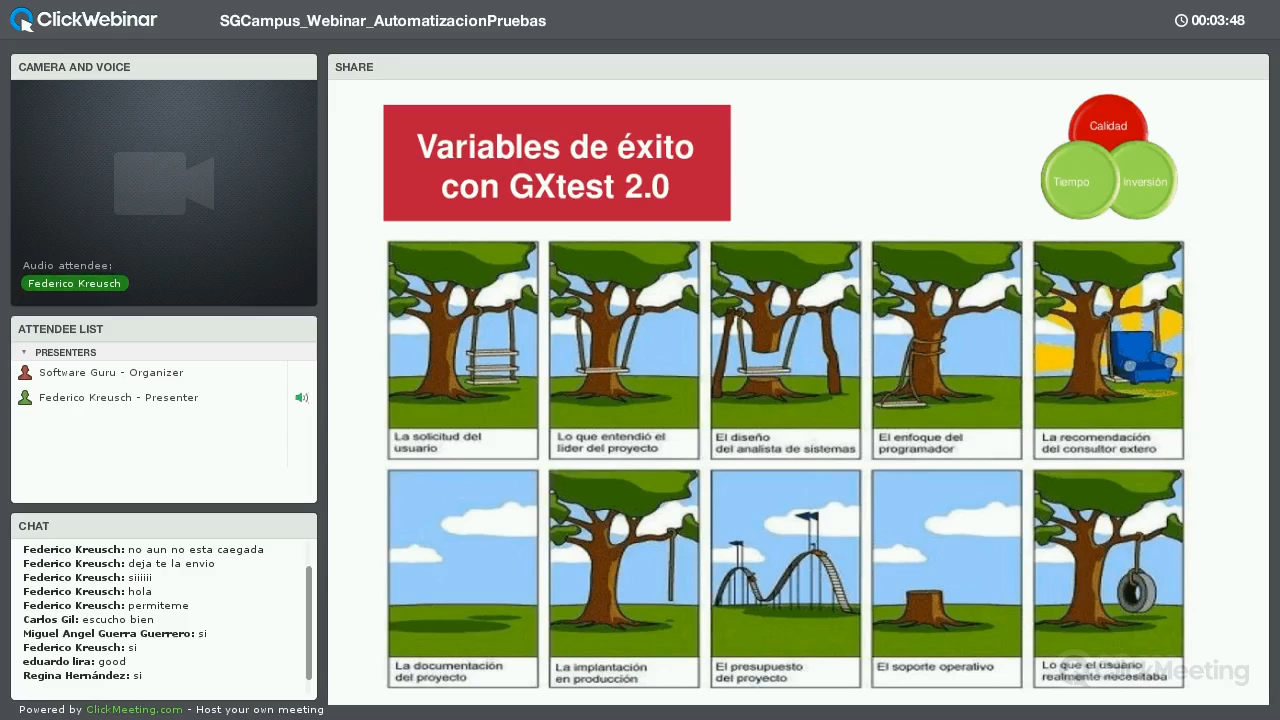 ClickWebinar
SGCampus_Webinar_AutomatizacionPruebas
00:03:48
CAMERA AND VOICE
Audio attendee:
Federico Kreusch
ATTENDEE LIST
PRESENTERS
Software Guru - Organizer
Federico Kreusch - Presenter
CHAT
Federico Kreusch: no aun no esta caegada
Federico Kreusch: deja te la envio
Federico Kreusch: siiiiii
Federico Kreusch: hola
Federico Kreusch: permiteme
Carlos Gil: escucho bien
Miguel Angel Guerra Guerrero: si
Federico Kreusch: si
eduardo lira: good
Regina Hernández: si
Powered by ClickMeeting.com - Host your own meeting
SHARE
Variables de éxito
con GXtest 2.0
Calidad
Tiempo
Inversión
La solicitud del
usuario
Lo que entendió el
líder del proyecto
El diseño
del analista de sistemas
El enfoque del
programador
La recomendación
del consultor extero
La documentación
del proyecto
La implantación
en producción
El presupuesto
del proyecto
El soporte operativo
Lo que el usuario
realmente necesitaba
ClickMeeting